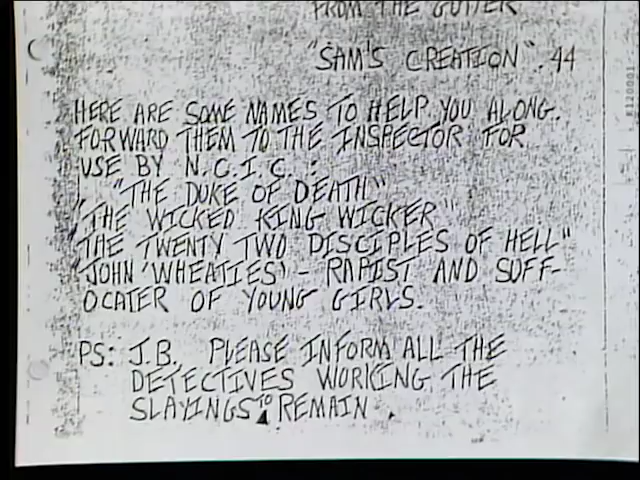 FROM THE GUTTER
"SAM'S CREATION". 44
HERE ARE SOME NAMES TO HELP YOU ALONG.
FORWARD THEM TO THE INSPECTOR FOR
USE BY N.C.I.C.:
"THE DUKE OF DEATH"
"THE WICKED KING WICKER"
"THE TWENTY TWO DISCIPLES OF HELL"
"JOHN 'WHEATIES' - RAPIST AND SUFF-
OCATER OF YOUNG GIRLS.
PS: J.B. PLEASE INFORM ALL THE
DETECTIVES WORKING THE
SLAYINGS TO REMAIN.